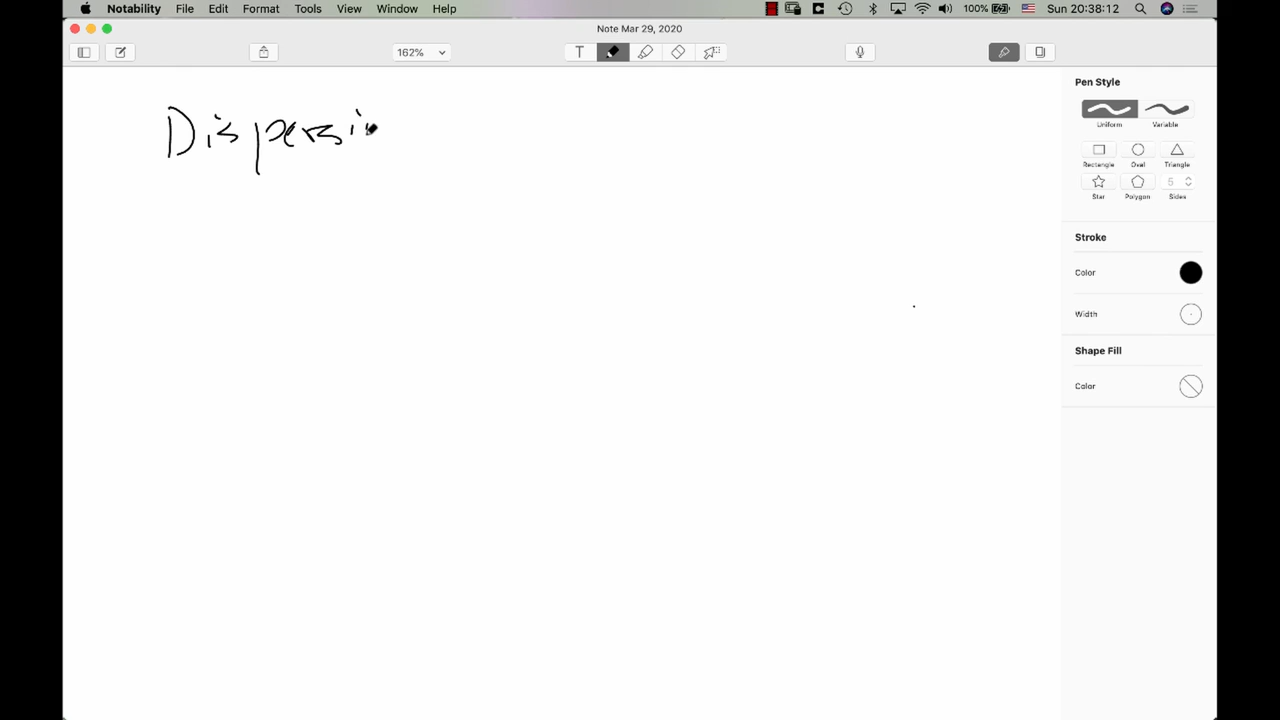 Notability File Edit Format Tools View Window Help 100% Sun 20:38:12
Note Mar 29, 2020
162%
T
Pen Style
Uniform Variable
Rectangle Oval Triangle
5
Star Polygon Sides
Stroke
Color
Width
Shape Fill
Color
Dispersi